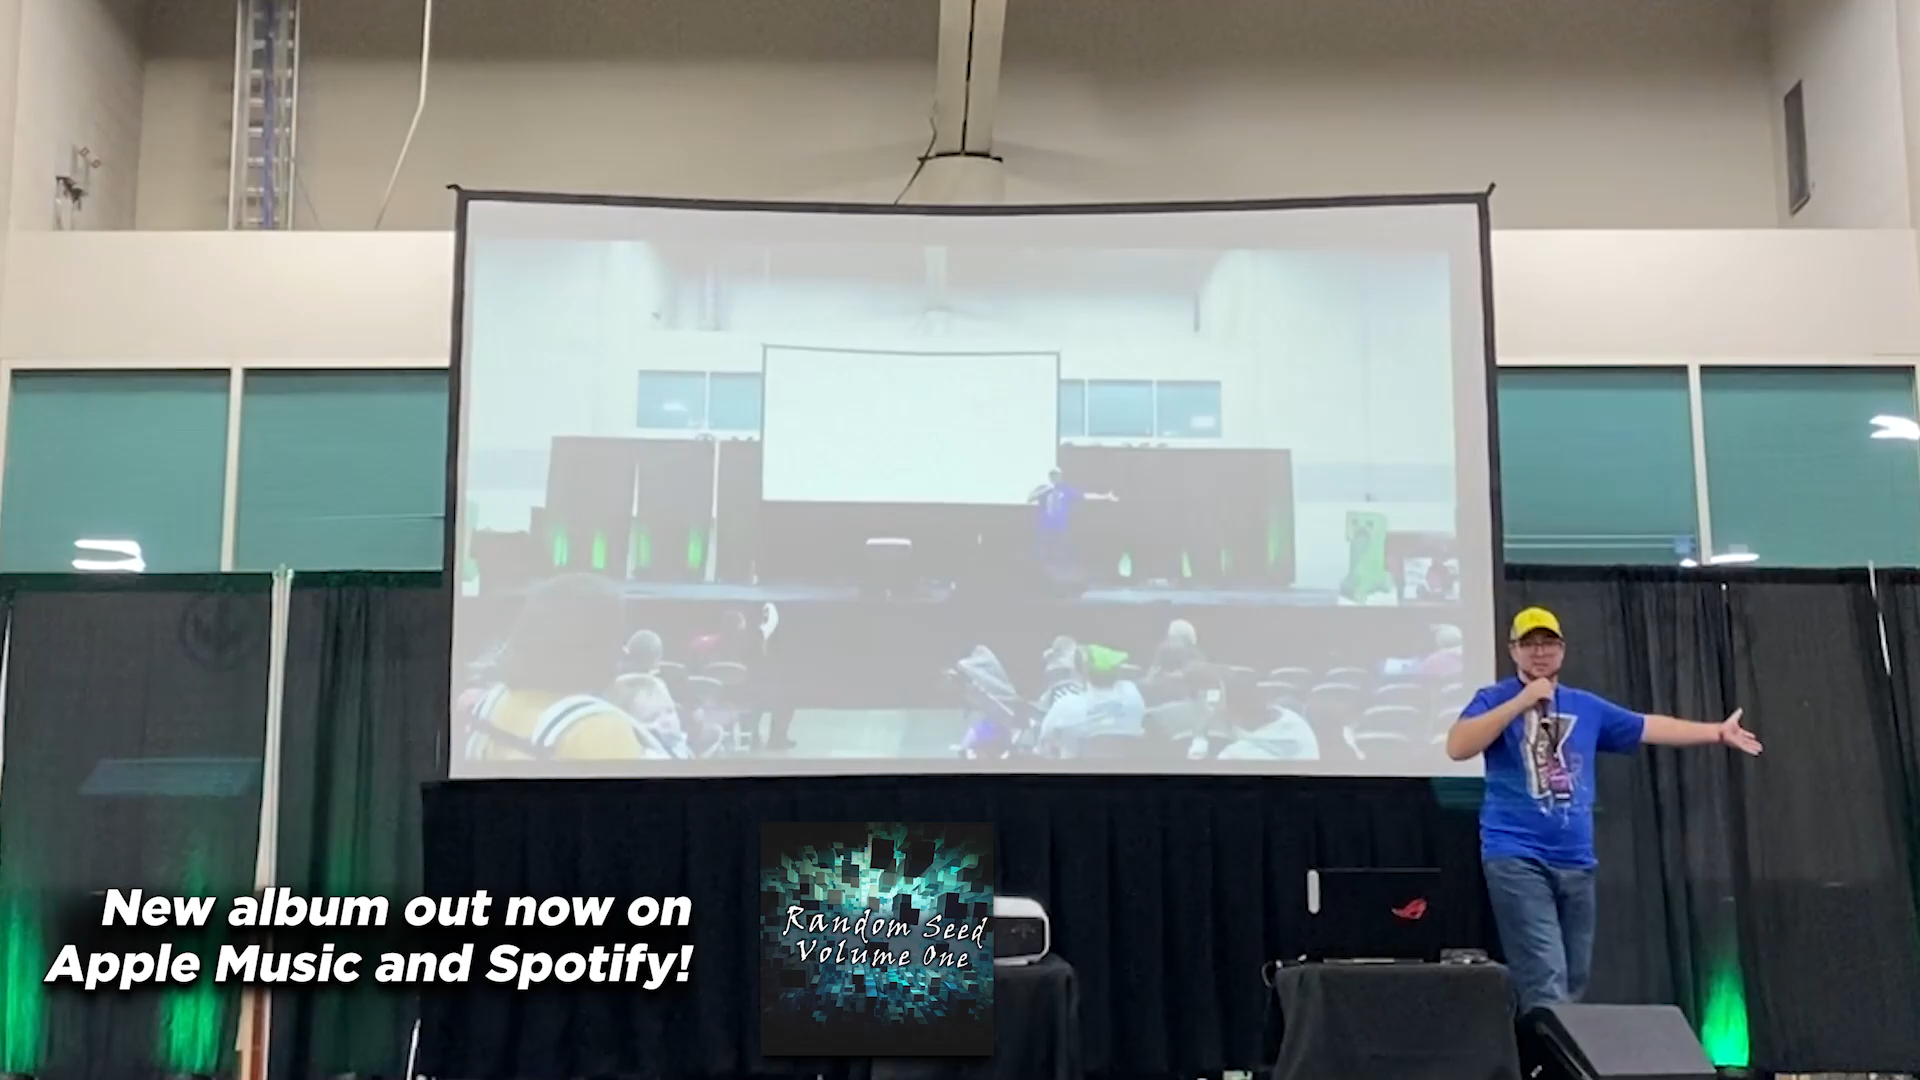 New album out now on
Apple Music and Spotify!
Random Seed
Volume One